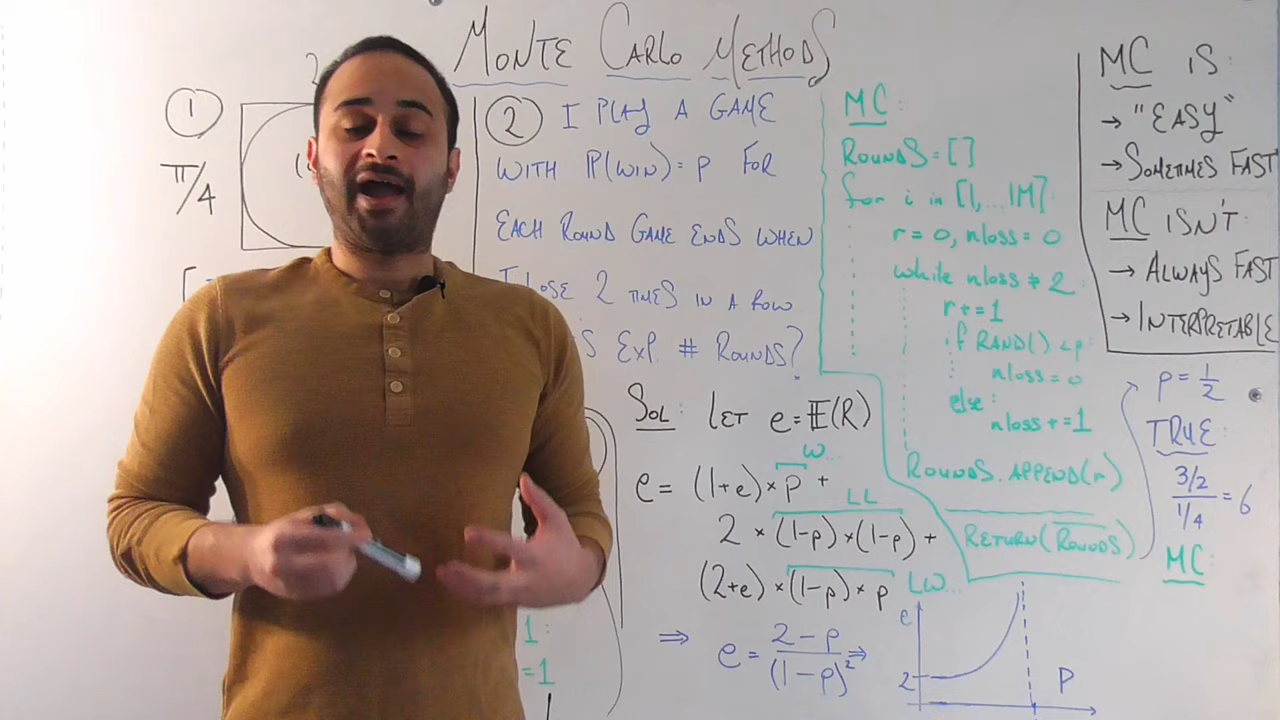 MONTE CARLO METHODS
1
π/4
2 I PLAY A GAME
WITH P(WIN)=p FOR
EACH ROUND GAME ENDS WHEN
LOSE 2 TIMES IN A ROW
EXP. # ROUNDS?
SOL: LET e=E(R)
W...
e= (1+e)×p +
LL
2 ×(1-p)×(1-p)+
(2+e)×(1-p)×p LW...
⇒ e= 2-p/(1-p)² ⇒
e
2
P
1:
=1
MC:
ROUNDS=[]
for i in [1,...1M]:
r=0, nloss=0
while nloss ≠ 2:
r+=1
if RAND()<p:
nloss=0
else:
nloss+=1
ROUNDS.APPEND(r)
RETURN(ROUNDS)
MC IS:
→ "EASY"
→ SOMETIMES FAST
MC ISN'T:
→ ALWAYS FAST
→ INTERPRETABLE
p=1/2
TRUE:
3/2/1/4=6
MC: